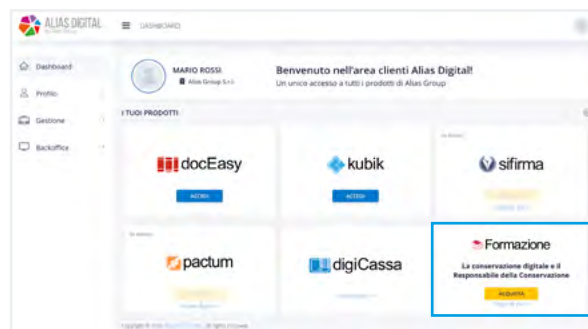 ALIAS DIGITAL
DASHBOARD
Dashboard
Profilo
Gestione
Backoffice
MARIO ROSSI
Alias Group S.r.l.
Benvenuto nell'area clienti Alias Digital!
Un unico accesso a tutti i prodotti di Alias Group
I TUOI PRODOTTI
docEasy
ACCEDI
kubik
ACCEDI
sifirma
pactum
digiCassa
Formazione
La conservazione digitale e il
Responsabile della Conservazione
ACQUISTA